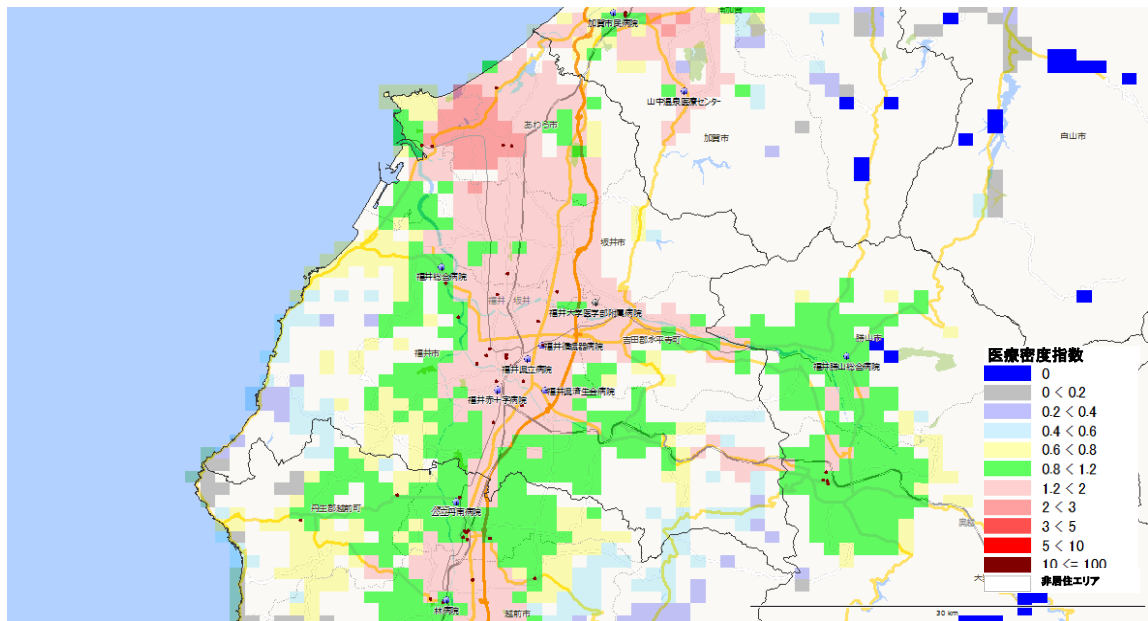 加賀市民病院
山中温泉医療センター
あわら市
加賀市
白山市
坂井市
福井総合病院
福井 坂井
福井大学医学部附属病院
吉田郡永平寺町
勝山市
福井循環器病院
福井市
福井県立病院
福井勝山総合病院
福井赤十字病院
福井県済生会病院
丹生郡越前町
公立丹南病院
奥越
林病院
越前市
医療密度指数
0
0 < 0.2
0.2 < 0.4
0.4 < 0.6
0.6 < 0.8
0.8 < 1.2
1.2 < 2
2 < 3
3 < 5
5 < 10
10 <= 100
非居住エリア
30 km